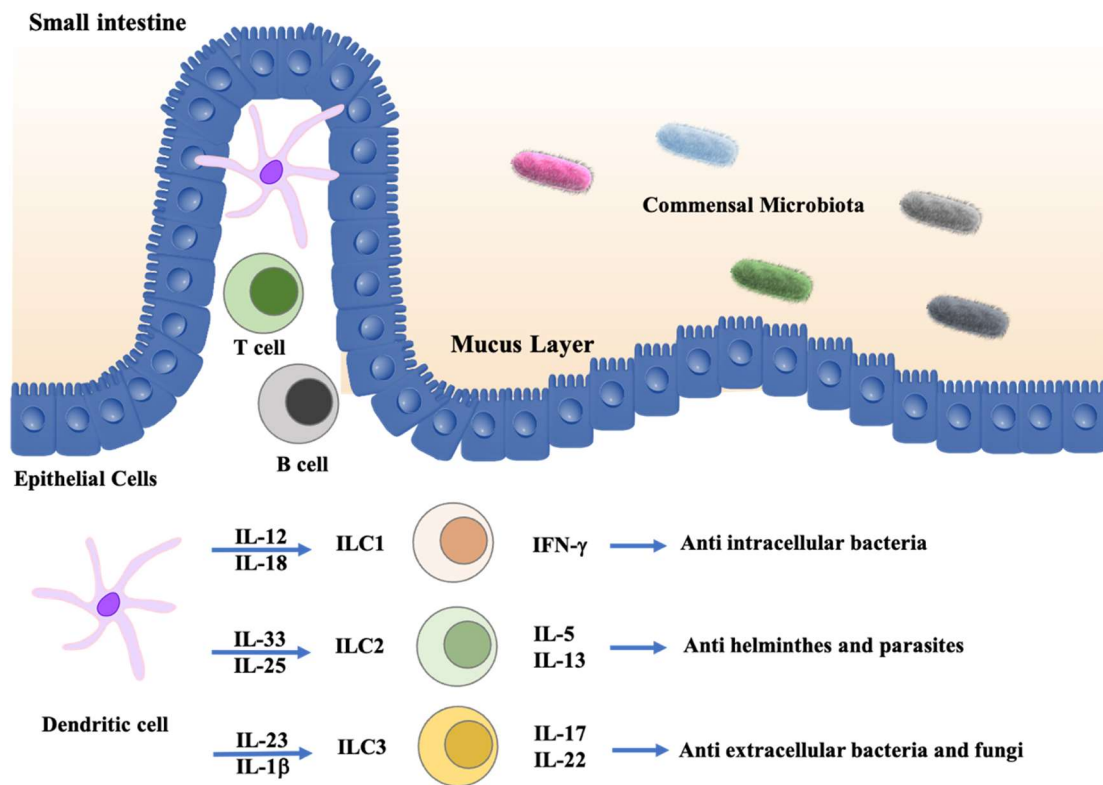 Small intestine
Commensal Microbiota
T cell
Mucus Layer
B cell
Epithelial Cells
IL-12
IL-18
ILC1
IFN-γ
Anti intracellular bacteria
IL-33
IL-25
ILC2
IL-5
IL-13
Anti helminthes and parasites
Dendritic cell
IL-23
IL-1β
ILC3
IL-17
IL-22
Anti extracellular bacteria and fungi